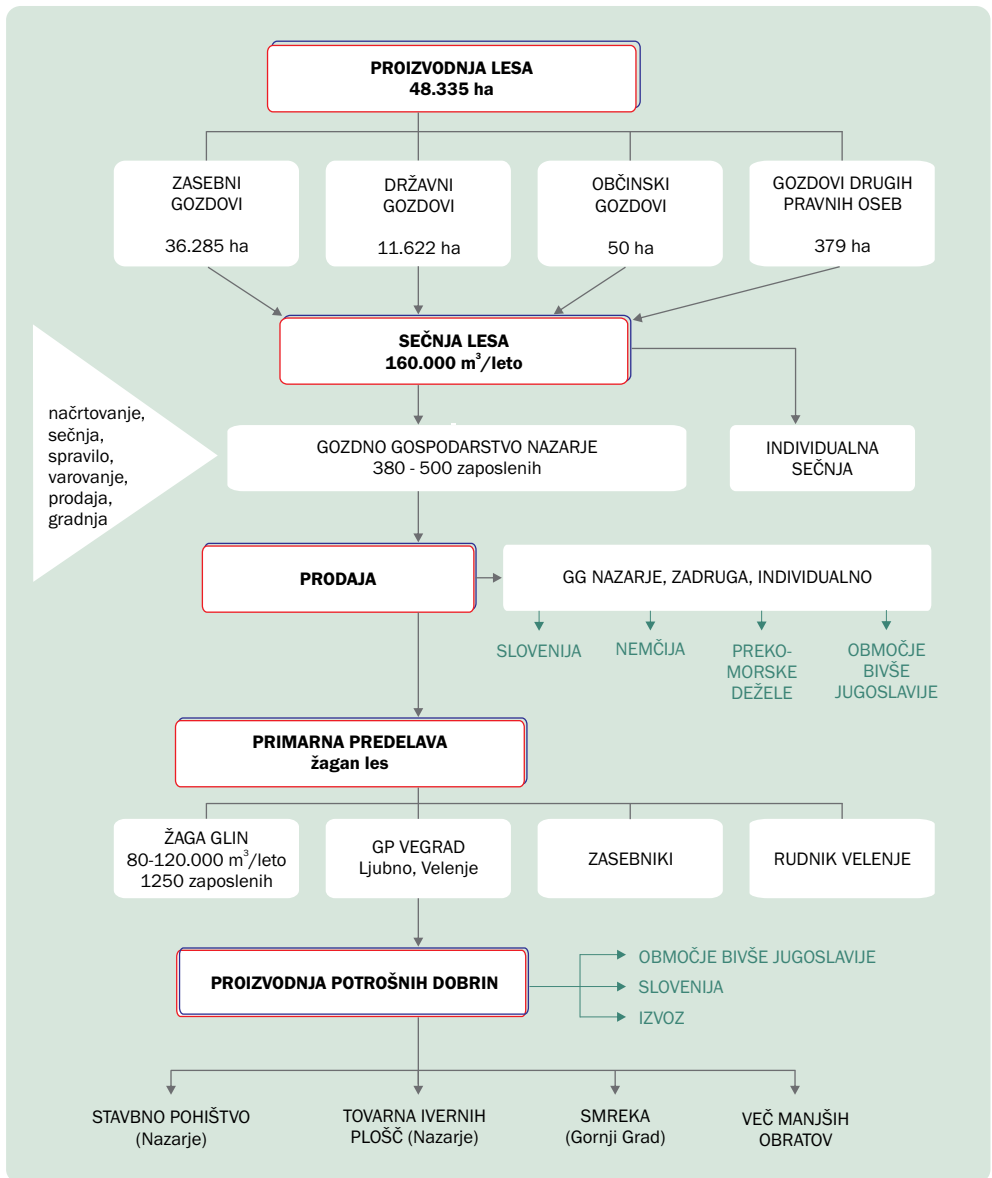 PROIZVODNJA LESA
48.335 ha
ZASEBNI
GOZDOVI
36.285 ha
DRŽAVNI
GOZDOVI
11.622 ha
OBČINSKI
GOZDOVI
50 ha
GOZDOVI DRUGIH
PRAVNIH OSEB
379 ha
SEČNJA LESA
160.000 m³/leto
načrtovanje,
sečnja,
spravilo,
varovanje,
prodaja,
gradnja
GOZDNO GOSPODARSTVO NAZARJE
380 - 500 zaposlenih
INDIVIDUALNA
SEČNJA
PRODAJA
GG NAZARJE, ZADRUGA, INDIVIDUALNO
SLOVENIJA
NEMČIJA
PREKO-
MORSKE
DEŽELE
OBMOČJE
BIVŠE
JUGOSLAVIJE
PRIMARNA PREDELAVA
žagan les
ŽAGA GLIN
80-120.000 m³/leto
1250 zaposlenih
GP VEGRAD
Ljubno, Velenje
ZASEBNIKI
RUDNIK VELENJE
PROIZVODNJA POTROŠNIH DOBRIN
OBMOČJE BIVŠE JUGOSLAVIJE
SLOVENIJA
IZVOZ
STAVBNO POHIŠTVO
(Nazarje)
TOVARNA IVERNIH
PLOŠČ (Nazarje)
SMREKA
(Gornji Grad)
VEČ MANJŠIH
OBRATOV